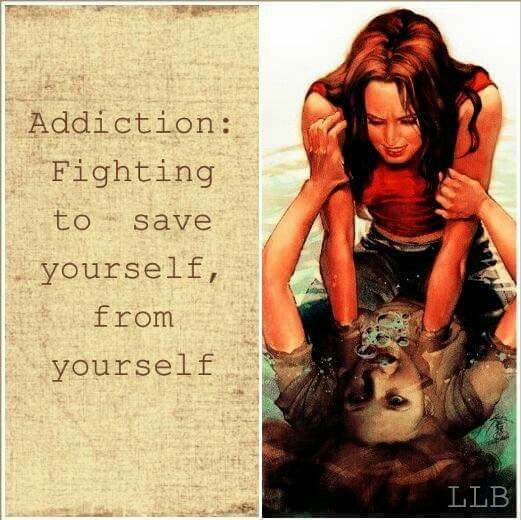 Addiction:
Fighting
to save
yourself,
from
yourself
LLB